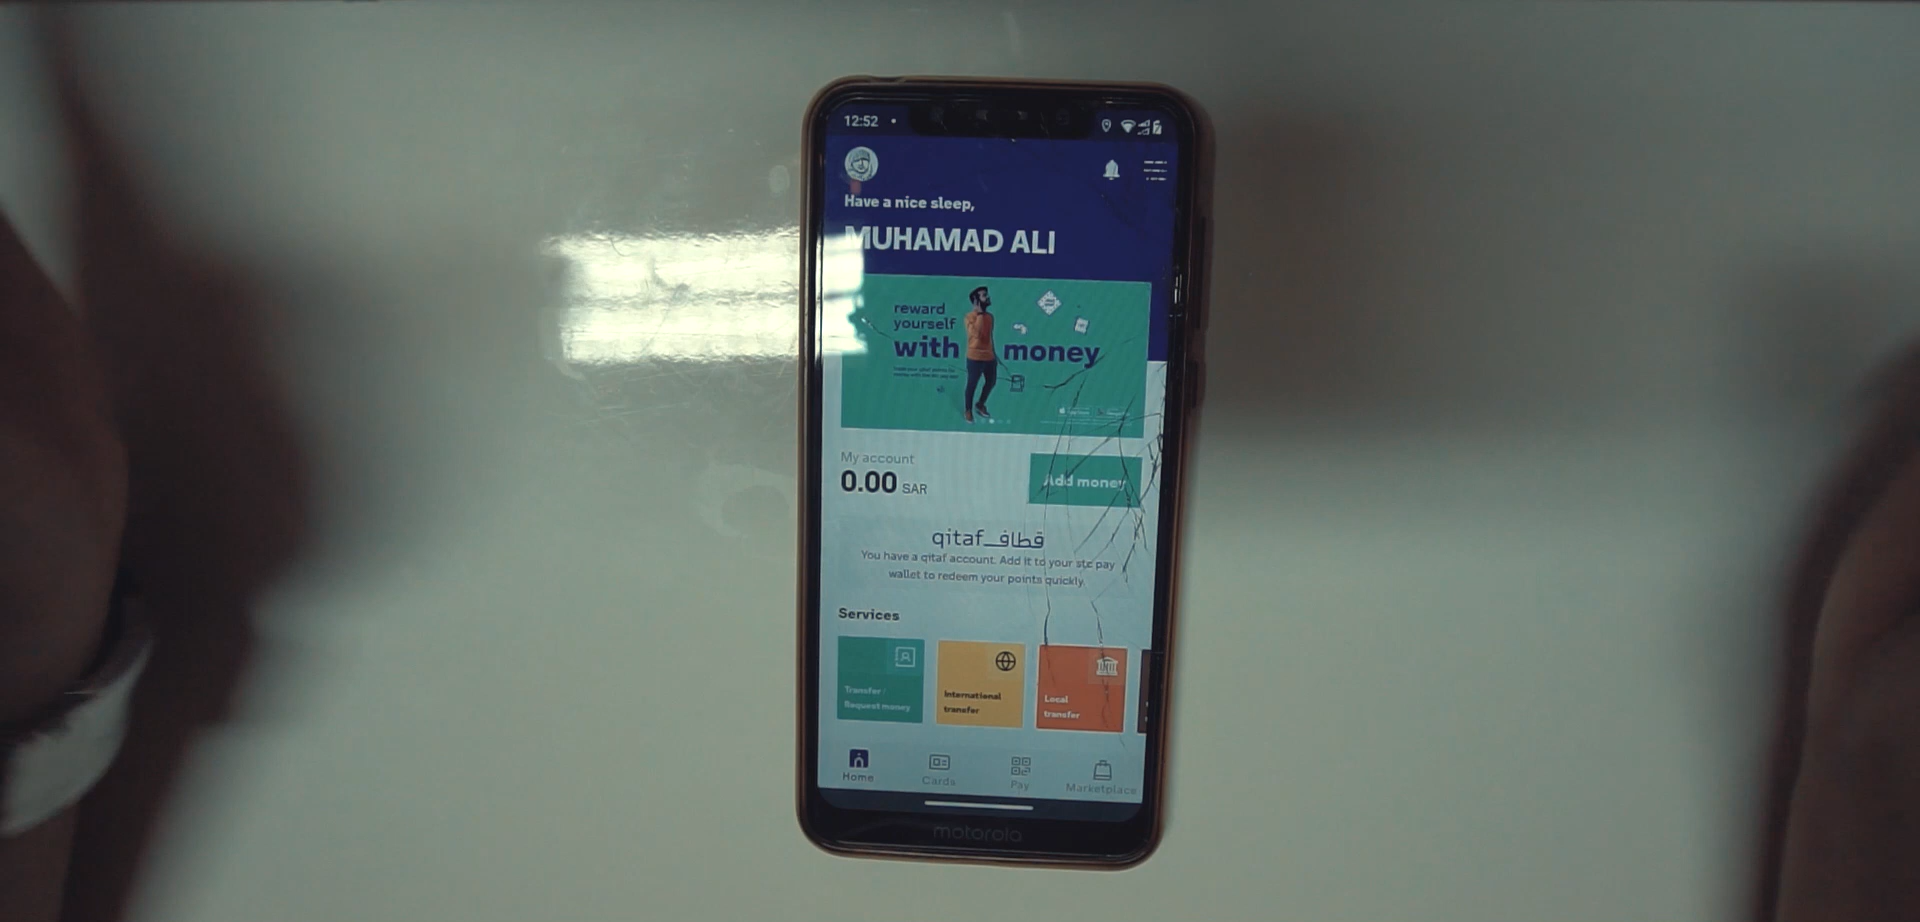 12:52
Have a nice sleep,
MUHAMAD ALI
reward
yourself
with money
My account
0.00 SAR
Add money
qitaf_قطاف
You have a qitaf account. Add it to your stc pay
wallet to redeem your points quickly.
Services
Transfer /
Request money
International
transfer
Local
transfer
Home
Cards
Pay
Marketplace
motorola